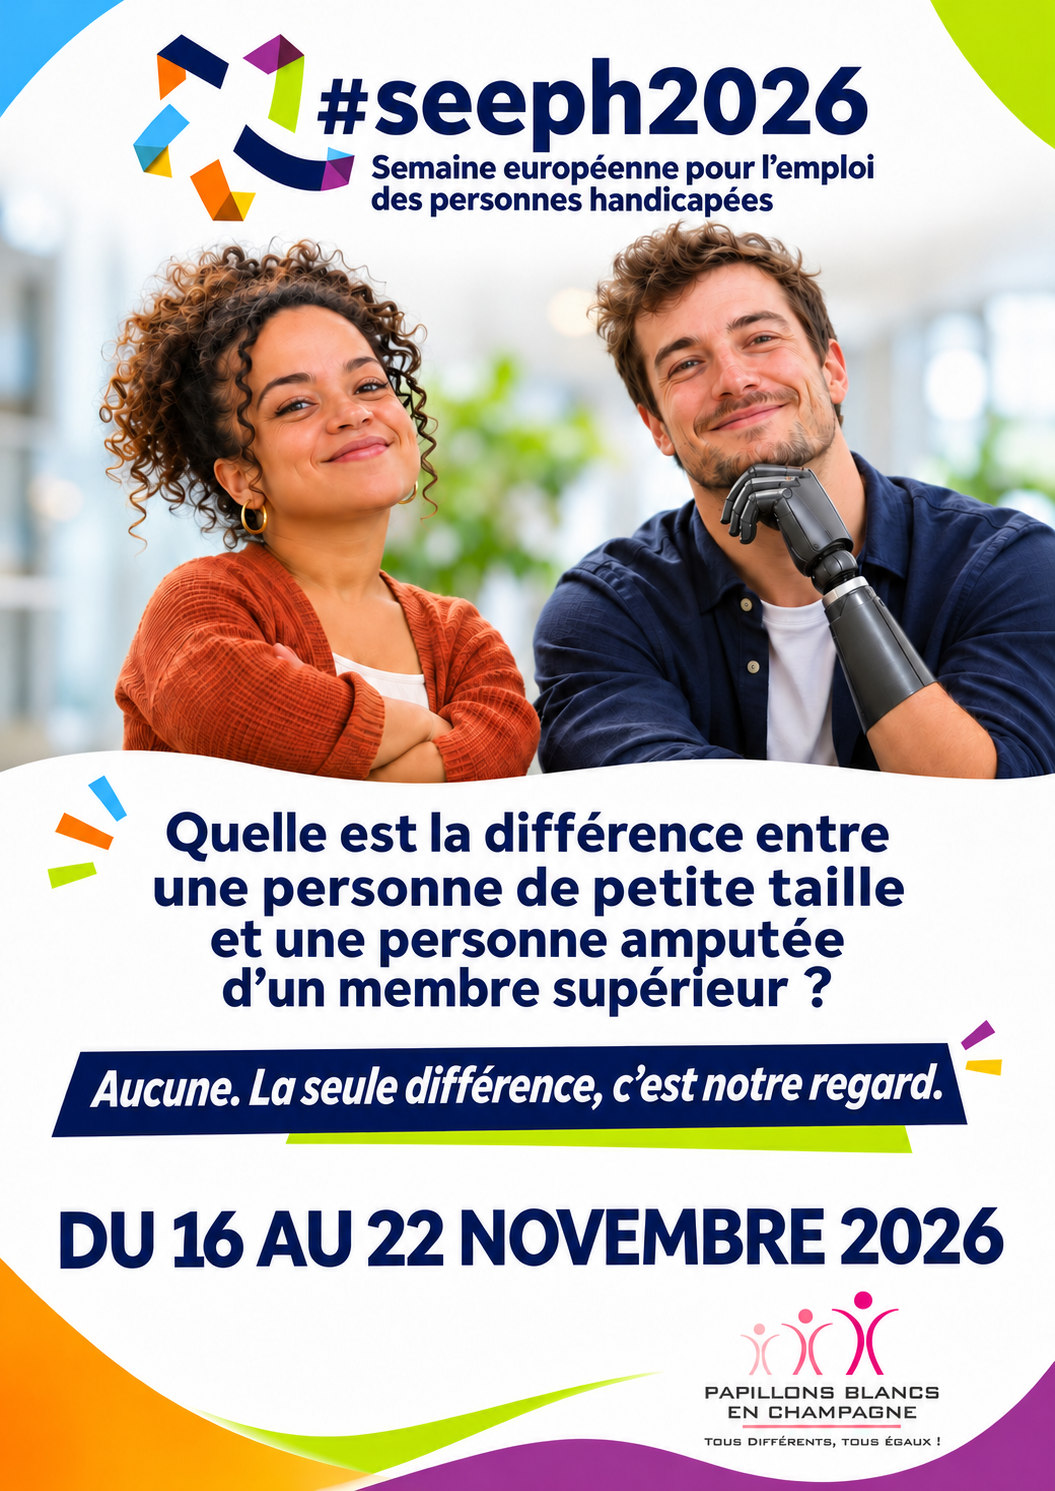 #seeph2026
Semaine européenne pour l'emploi
des personnes handicapées
Quelle est la différence entre
une personne de petite taille
et une personne amputée
d'un membre supérieur ?
Aucune. La seule différence, c'est notre regard.
DU 16 AU 22 NOVEMBRE 2026
PAPILLONS BLANCS
EN CHAMPAGNE
TOUS DIFFÉRENTS, TOUS ÉGAUX !